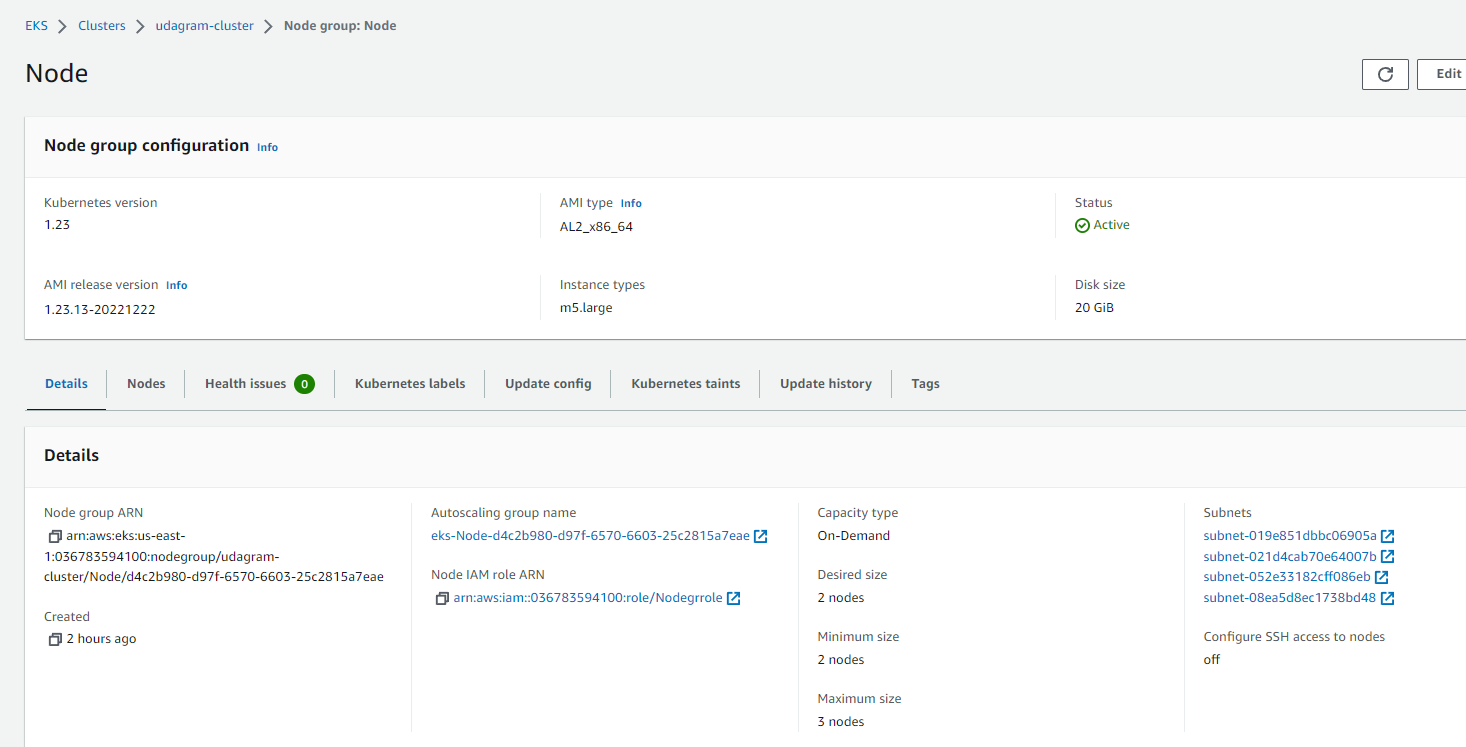 EKS > Clusters > udagram-cluster > Node group: Node
Node
Edit
Node group configuration Info
Kubernetes version
1.23
AMI type Info
AL2_x86_64
Status
Active
AMI release version Info
1.23.13-20221222
Instance types
m5.large
Disk size
20 GiB
Details
Nodes
Health issues 0
Kubernetes labels
Update config
Kubernetes taints
Update history
Tags
Details
Node group ARN
arn:aws:eks:us-east-
1:036783594100:nodegroup/udagram-
cluster/Node/d4c2b980-d97f-6570-6603-25c2815a7eae
Created
2 hours ago
Autoscaling group name
eks-Node-d4c2b980-d97f-6570-6603-25c2815a7eae
Node IAM role ARN
arn:aws:iam::036783594100:role/Nodegrrole
Capacity type
On-Demand
Desired size
2 nodes
Minimum size
2 nodes
Maximum size
3 nodes
Subnets
subnet-019e851dbbc06905a
subnet-021d4cab70e64007b
subnet-052e33182cff086eb
subnet-08ea5d8ec1738bd48
Configure SSH access to nodes
off